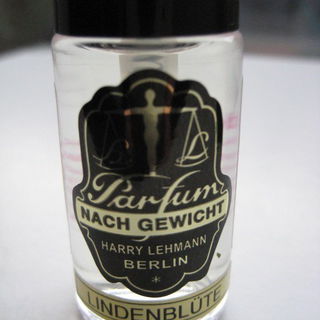 L L
Parfum
NACH GEWICHT
HARRY LEHMANN
BERLIN
*
LINDENBLÜTE